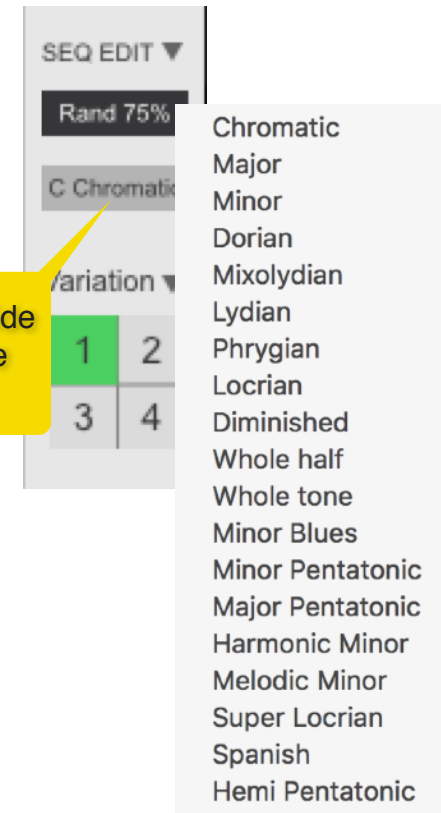 SEQ EDIT ▼
Rand 75%
C Chromatic
Variation ▼
de
e
1 2
3 4
Chromatic
Major
Minor
Dorian
Mixolydian
Lydian
Phrygian
Locrian
Diminished
Whole half
Whole tone
Minor Blues
Minor Pentatonic
Major Pentatonic
Harmonic Minor
Melodic Minor
Super Locrian
Spanish
Hemi Pentatonic